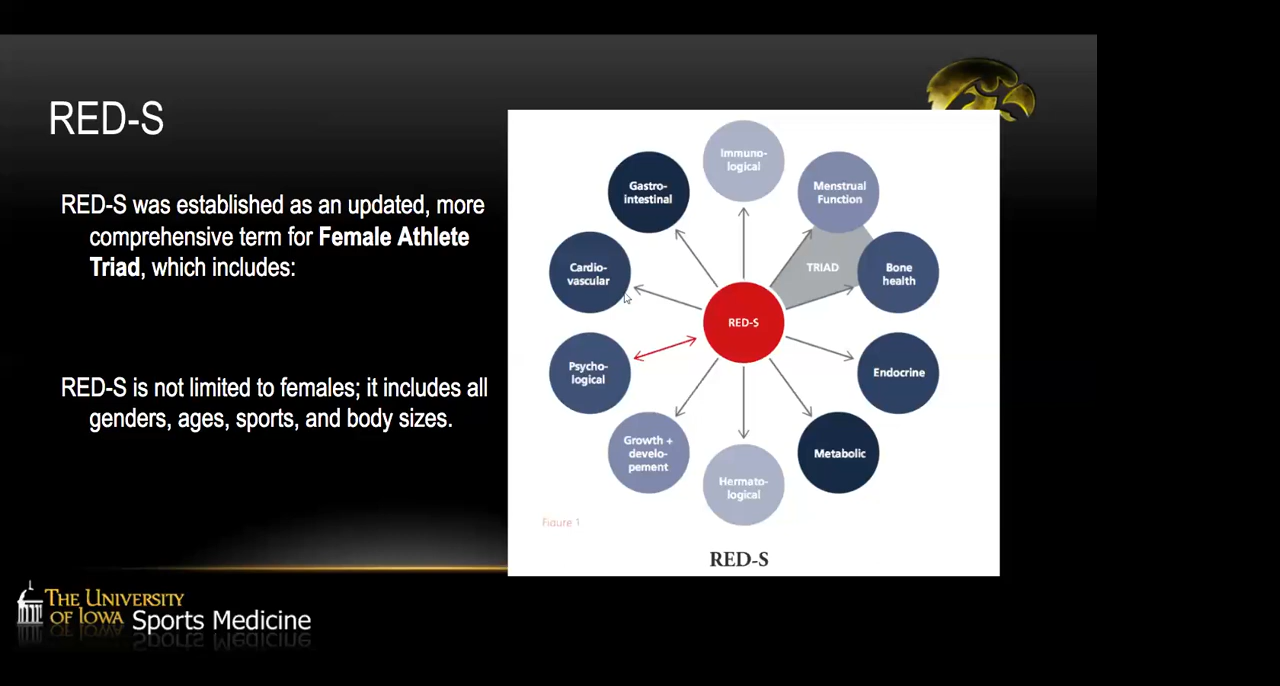 RED-S
RED-S was established as an updated, more
comprehensive term for Female Athlete
Triad, which includes:
RED-S is not limited to females; it includes all
genders, ages, sports, and body sizes.
Immuno-
logical
Gastro-
intestinal
Menstrual
Function
Cardio-
vascular
TRIAD
Bone
health
RED-S
Psycho-
logical
Endocrine
Growth +
develo-
pement
Metabolic
Hermato-
logical
Figure 1
RED-S
THE UNIVERSITY
OF IOWA Sports Medicine